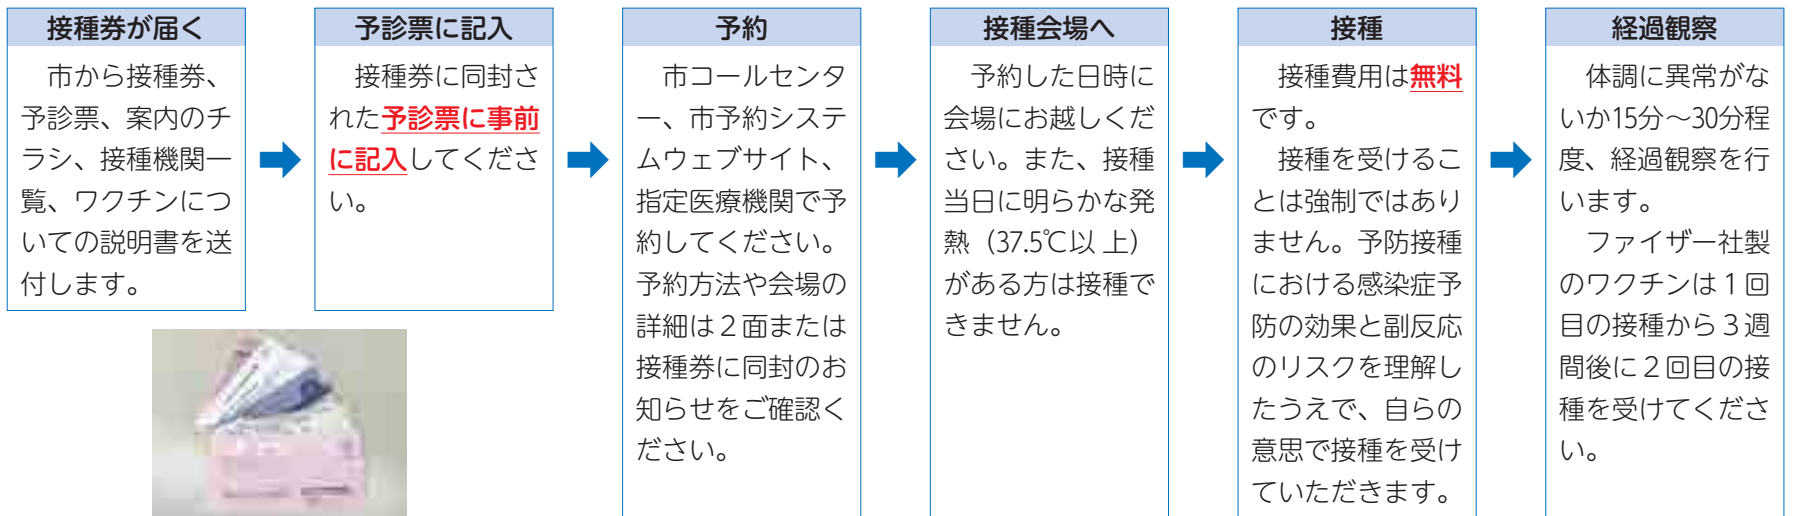 接種券が届く
市から接種券、
予診票、案内のチ
ラシ、接種機関一
覧、ワクチンにつ
いての説明書を送
付します。
予診票に記入
接種券に同封さ
れた予診票に事前
に記入してくださ
い。
予約
市コールセンタ
ー、市予約システ
ムウェブサイト、
指定医療機関で予
約してください。
予約方法や会場の
詳細は２面または
接種券に同封のお
知らせをご確認く
ださい。
接種会場へ
予約した日時に
会場にお越しくだ
さい。また、接種
当日に明らかな発
熱（37.5℃以 上）
がある方は接種で
きません。
接種
接種費用は無料
です。
接種を受けるこ
とは強制ではあり
ません。予防接種
における感染症予
防の効果と副反応
のリスクを理解し
たうえで、自らの
意思で接種を受け
ていただきます。
経過観察
体調に異常がな
いか15分～30分程
度、経過観察を行
います。
ファイザー社製
のワクチンは１回
目の接種から３週
間後に２回目の接
種を受けてくださ
い。